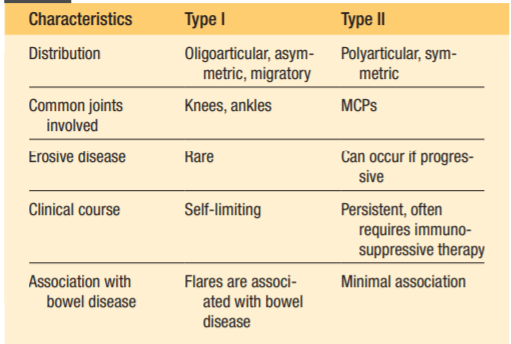 Characteristics Type I Type II
Distribution Oligoarticular, asym- Polyarticular, sym-
metric, migratory metric
Common joints Knees, ankles MCPs
involved
Erosive disease Rare Can occur if progres-
sive
Clinical course Self-limiting Persistent, often
requires immuno-
suppressive therapy
Association with Flares are associ- Minimal association
bowel disease ated with bowel
disease